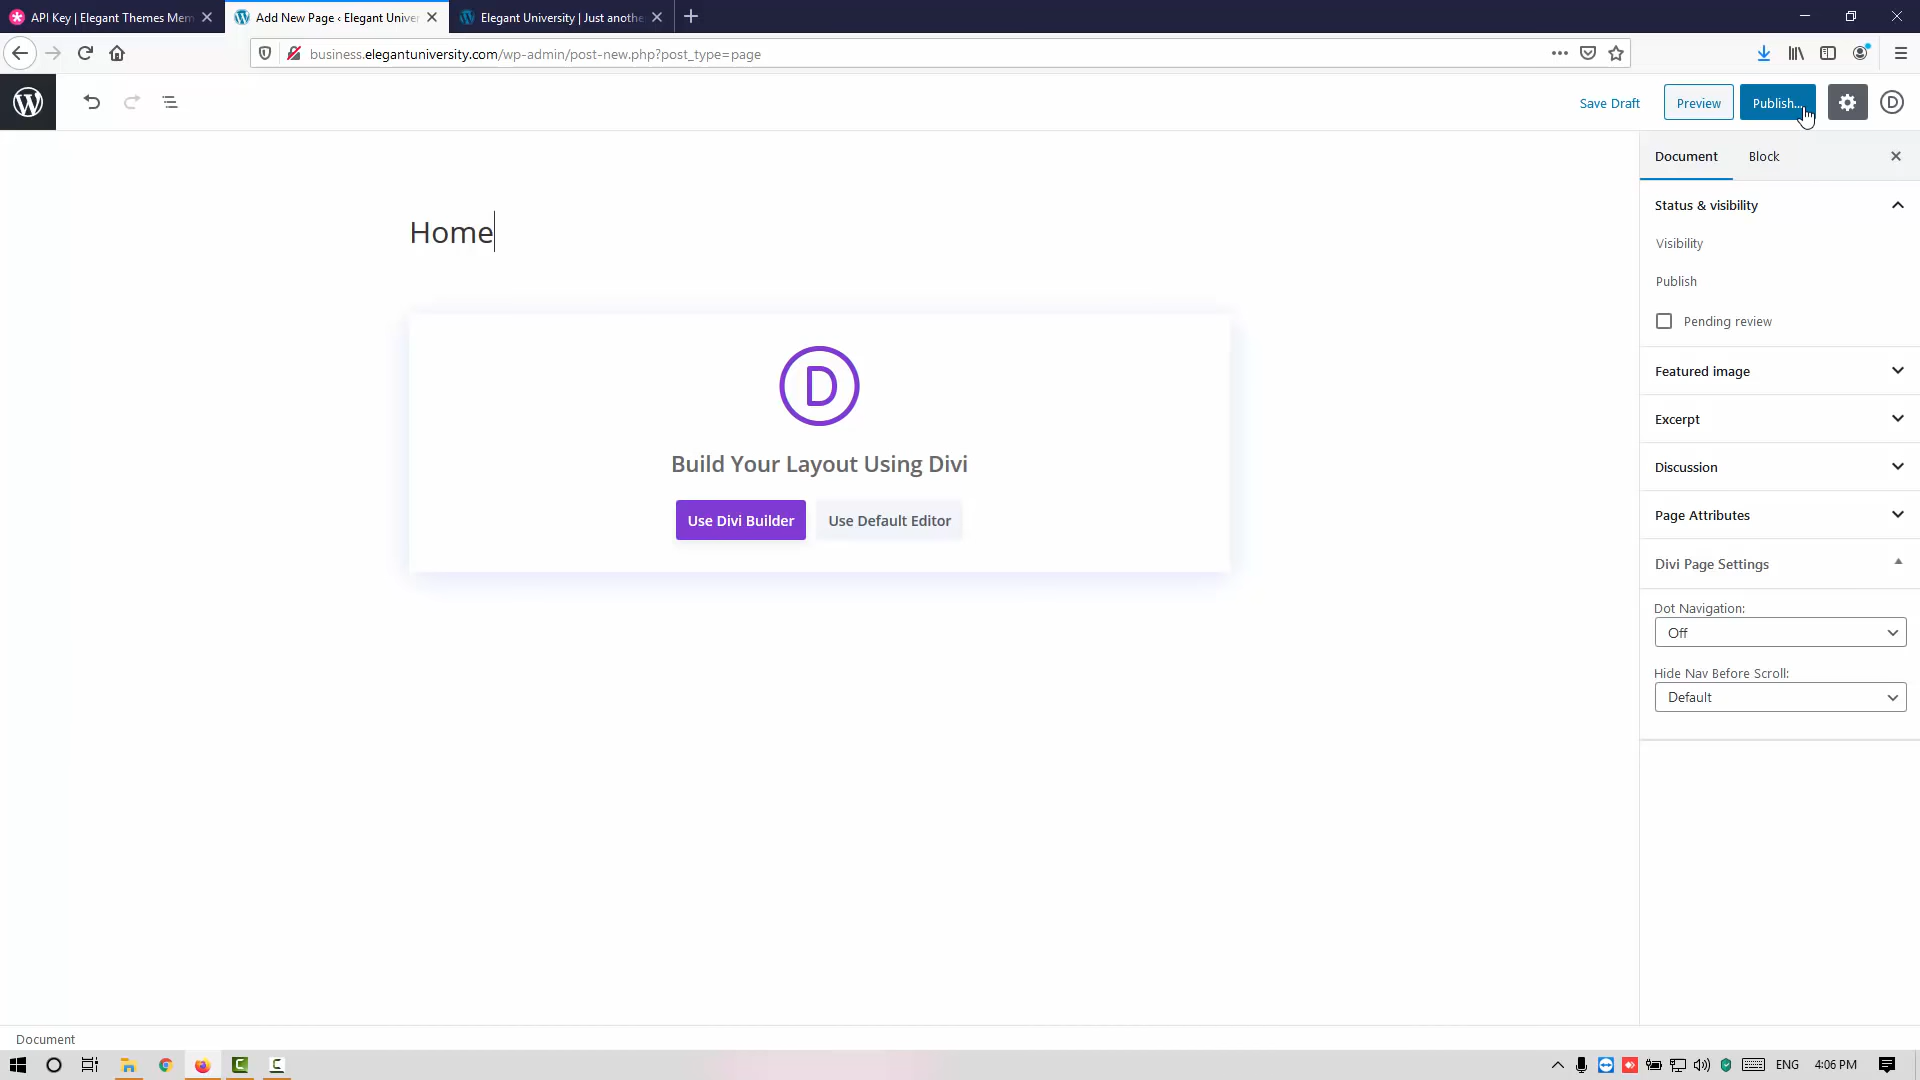 API Key | Elegant Themes Mem
Add New Page ‹ Elegant Univer
Elegant University | Just anothe
business.elegantuniversity.com/wp-admin/post-new.php?post_type=page
Save Draft
Preview
Publish...
Document
Block
Home
Status & visibility
Visibility
Publish
Pending review
Featured image
Excerpt
Discussion
Page Attributes
Divi Page Settings
Dot Navigation:
Off
Hide Nav Before Scroll:
Default
D
Build Your Layout Using Divi
Use Divi Builder
Use Default Editor
Document
ENG
4:06 PM